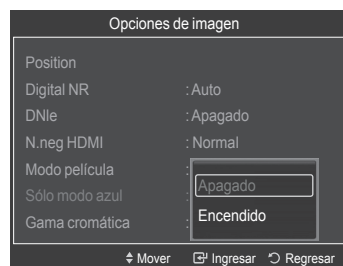 Opciones de imagen
Position
Digital NR : Auto
DNIe : Apagado
N.neg HDMI : Normal
Modo película :
Sólo modo azul :
Gama cromática :
Apagado
Encendido
Mover Ingresar Regresar